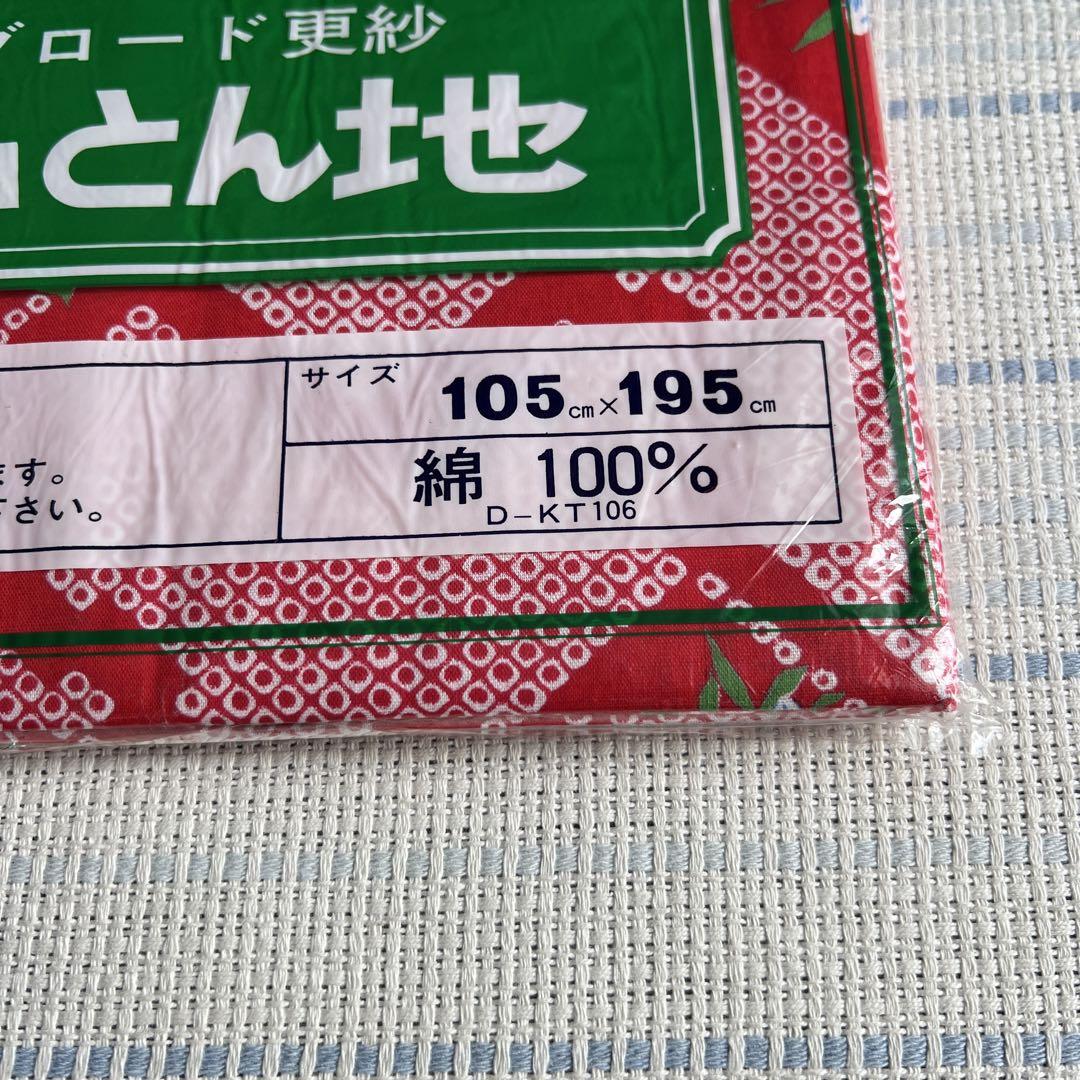 ブロード更紗
とん地
サイズ 105cm×195cm
綿 100%
D-KT106
ます。
ださい。